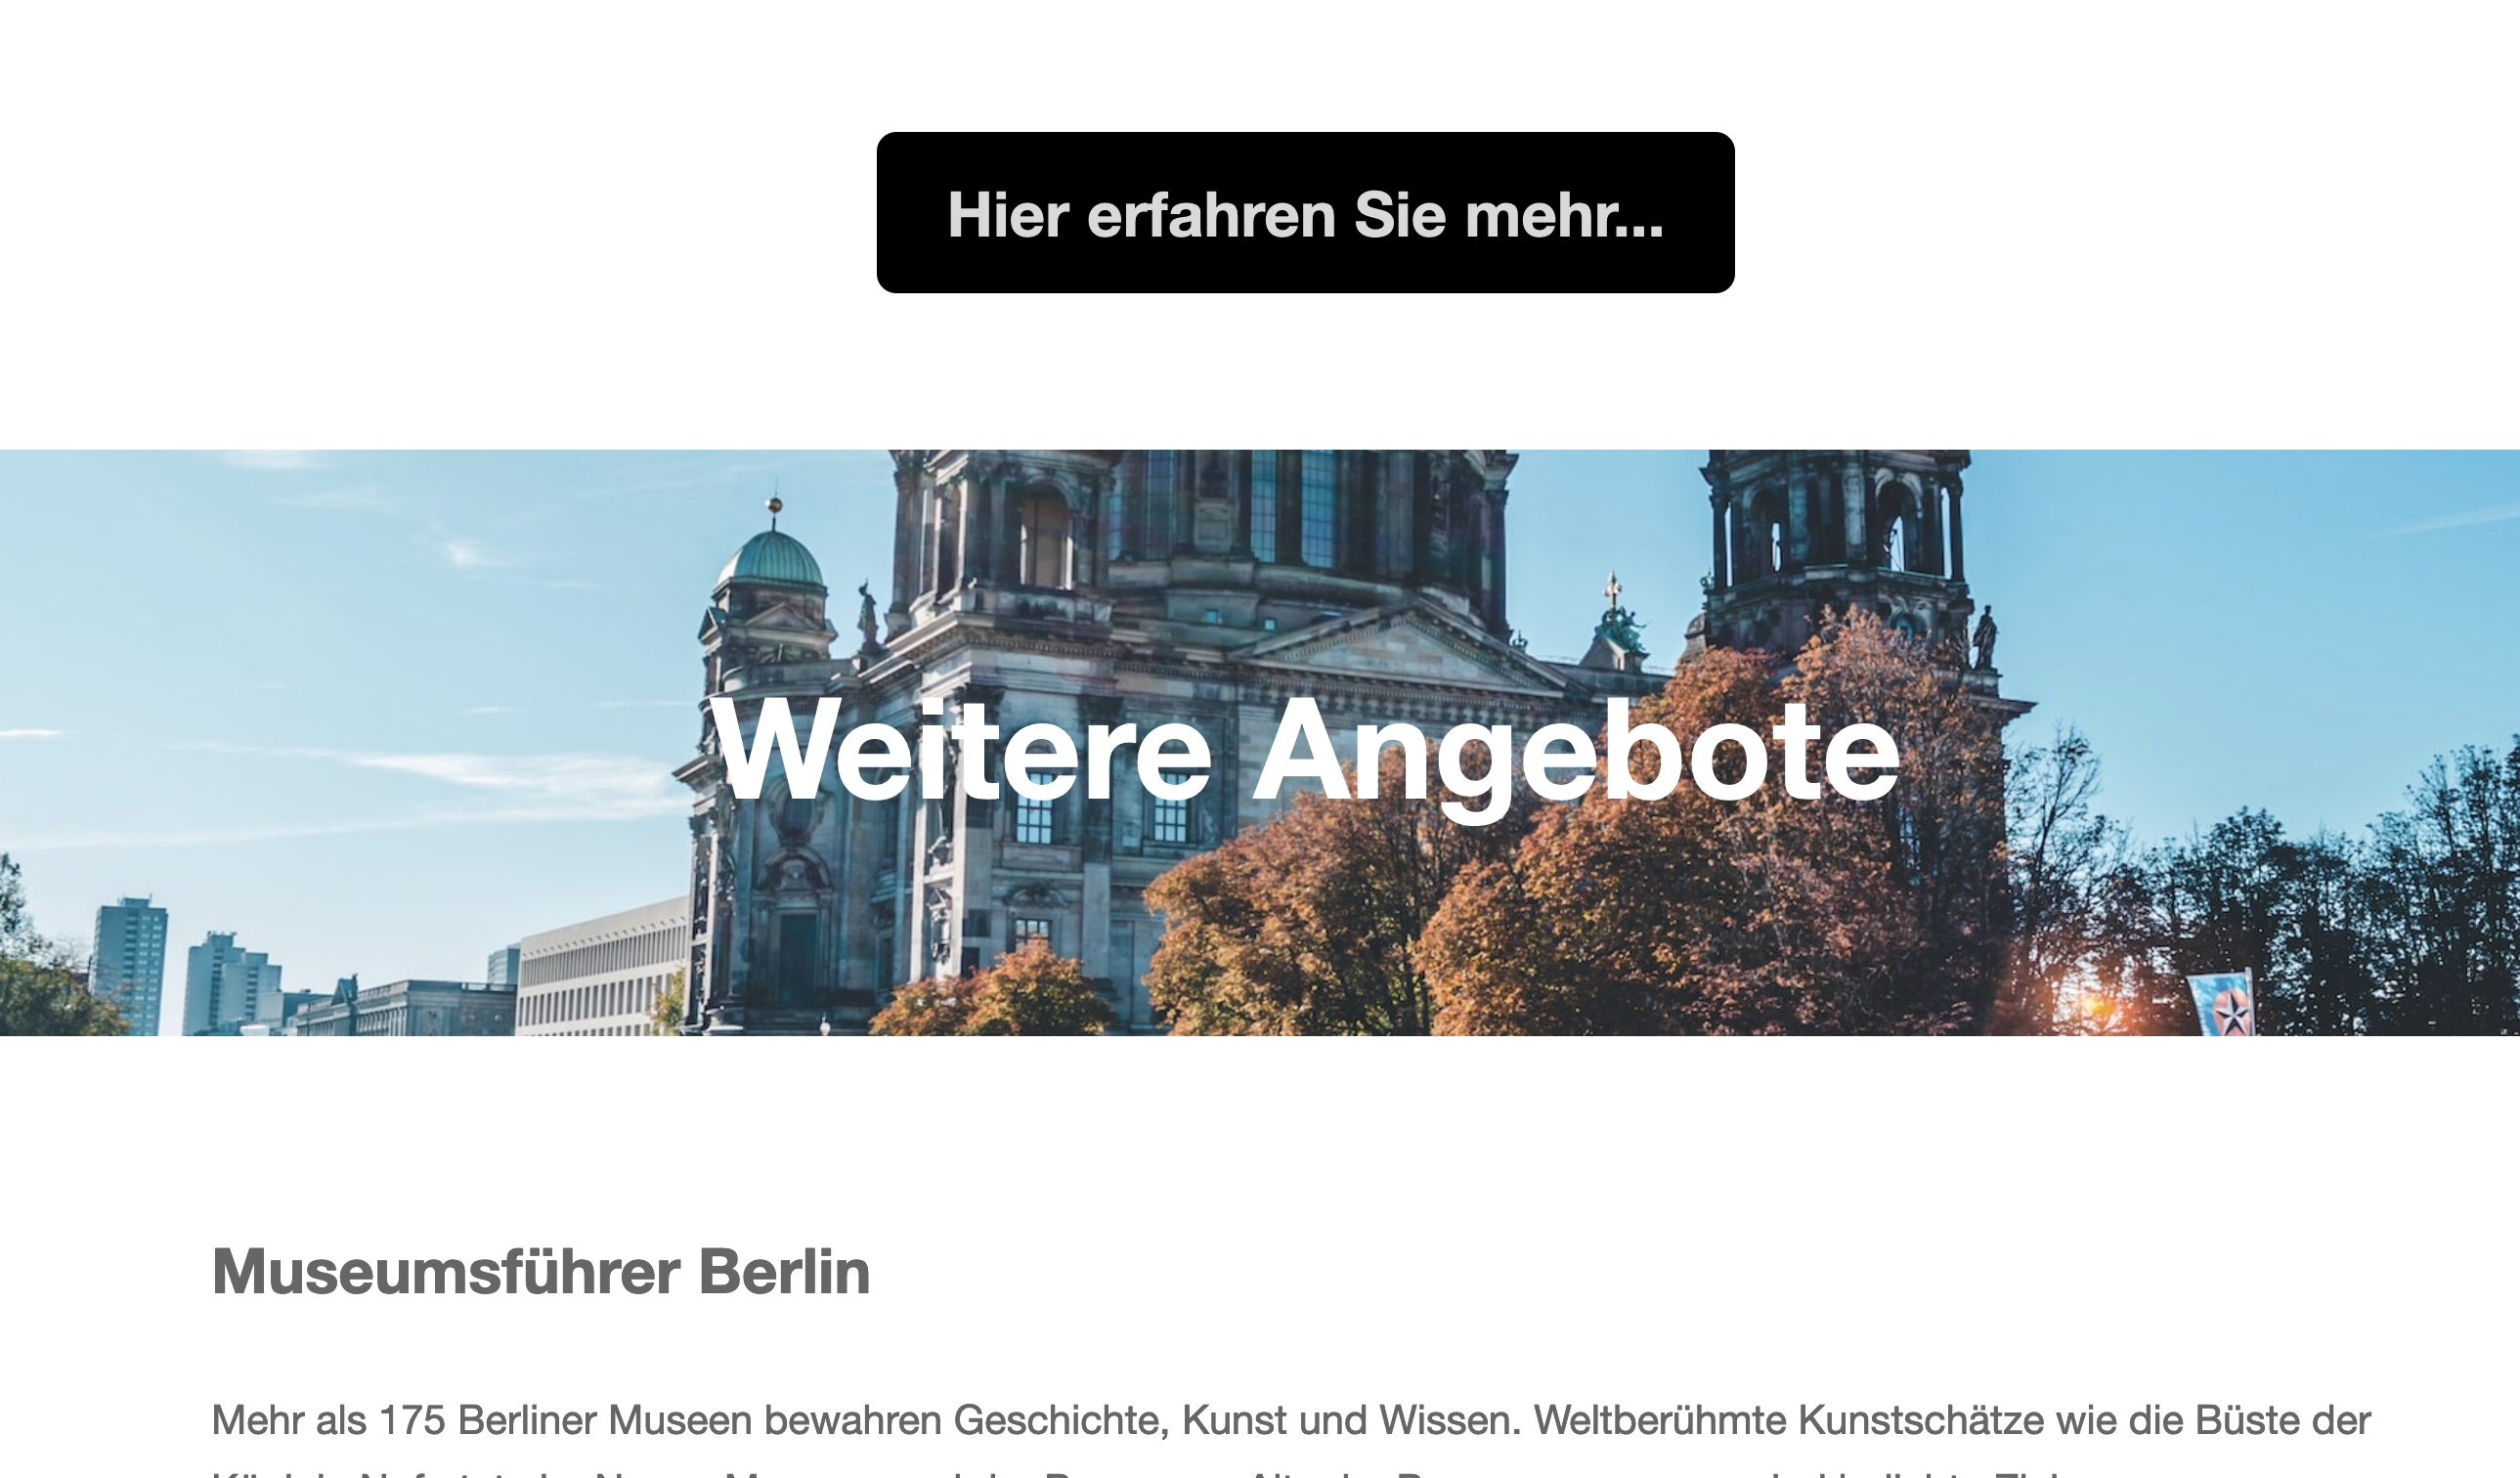 Hier erfahren Sie mehr...
Weitere Angebote
Museumsführer Berlin
Mehr als 175 Berliner Museen bewahren Geschichte, Kunst und Wissen. Weltberühmte Kunstschätze wie die Büste der